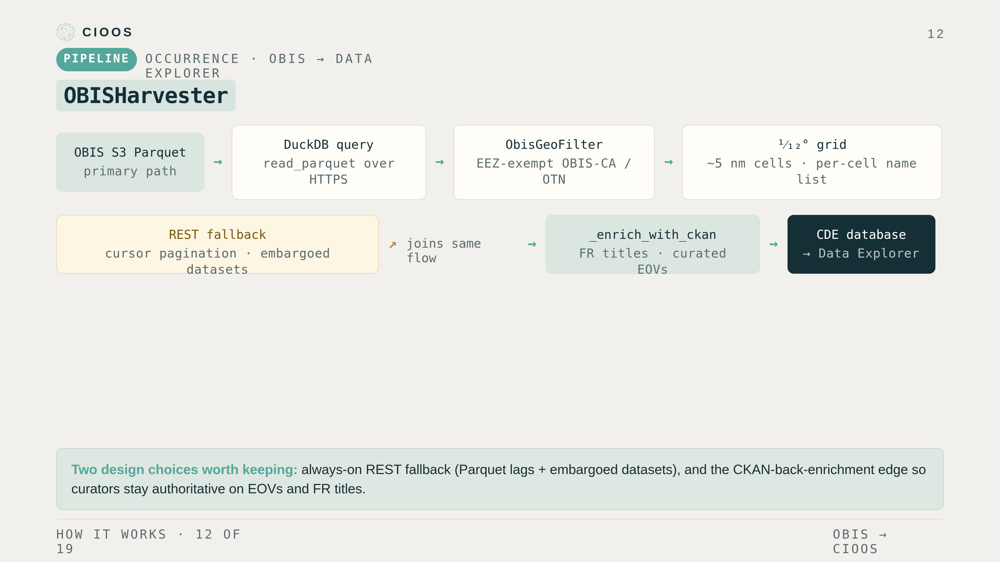 CIOOS
12
PIPELINE
OCCURRENCE · OBIS → DATA
EXPLORER
OBISHarvester
OBIS S3 Parquet
primary path
→
DuckDB query
read_parquet over
HTTPS
→
ObisGeoFilter
EEZ-exempt OBIS-CA /
OTN
→
¹⁄₁₂° grid
~5 nm cells · per-cell name
list
REST fallback
cursor pagination · embargoed
datasets
↗
joins same
flow
→
_enrich_with_ckan
FR titles · curated
EOVs
→
CDE database
→ Data Explorer
Two design choices worth keeping: always-on REST fallback (Parquet lags + embargoed datasets), and the CKAN-back-enrichment edge so
curators stay authoritative on EOVs and FR titles.
HOW IT WORKS · 12 OF
19
OBIS →
CIOOS